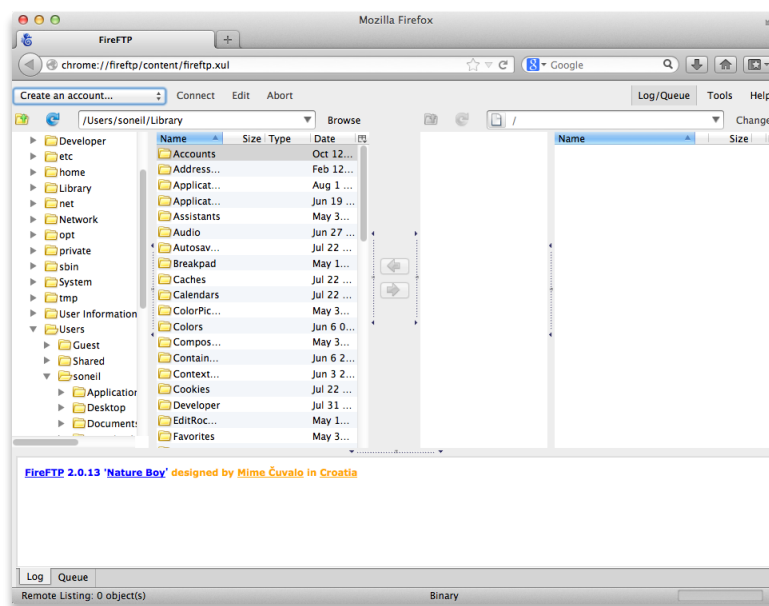 Mozilla Firefox
FireFTP
chrome://fireftp/content/fireftp.xul
Google
Create an account...
Connect Edit Abort
Log/Queue Tools Help
/Users/soneil/Library
Browse
/
Change
Developer
etc
home
Library
net
Network
opt
private
sbin
System
tmp
User Information
Users
Guest
Shared
soneil
Application
Desktop
Documents
Name Size Type Date
Accounts Oct 12...
Address... Feb 12...
Applicat... Aug 1 ...
Applicat... Jun 19 ...
Assistants May 3...
Audio Jun 27 ...
Autosav... Jul 22 ...
Breakpad May 1...
Caches Jul 22 ...
Calendars Jul 22 ...
ColorPic... May 3...
Colors Jun 6 0...
Compos... May 3...
Contain... Jun 6 2...
Context... Jun 3 2...
Cookies Jul 22 ...
Developer Jul 31 ...
EditRoc... May 1...
Favorites May 3...
Name Size
FireFTP 2.0.13 'Nature Boy' designed by Mime Čuvalo in Croatia
Log Queue
Remote Listing: 0 object(s)
Binary